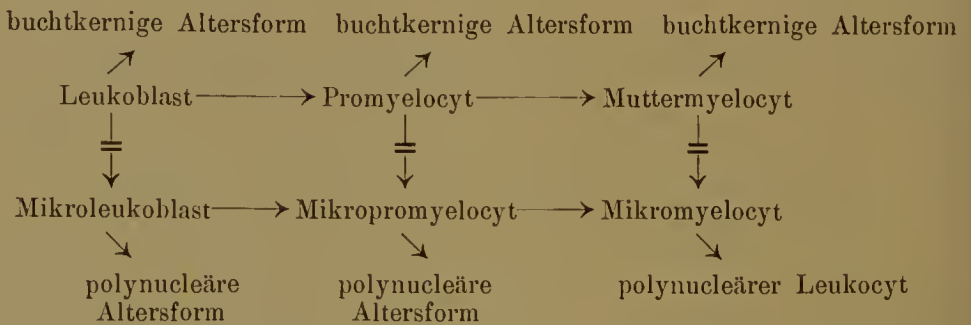 buchtkernige Altersform buchtkernige Altersform buchtkernige Altersform
Leukoblast Promyelocyt Muttermyelocyt
Mikroleukoblast Mikropromyelocyt Mikromyelocyt
polynucleäre polynucleäre polynucleärer Leukocyt
Altersform Altersform